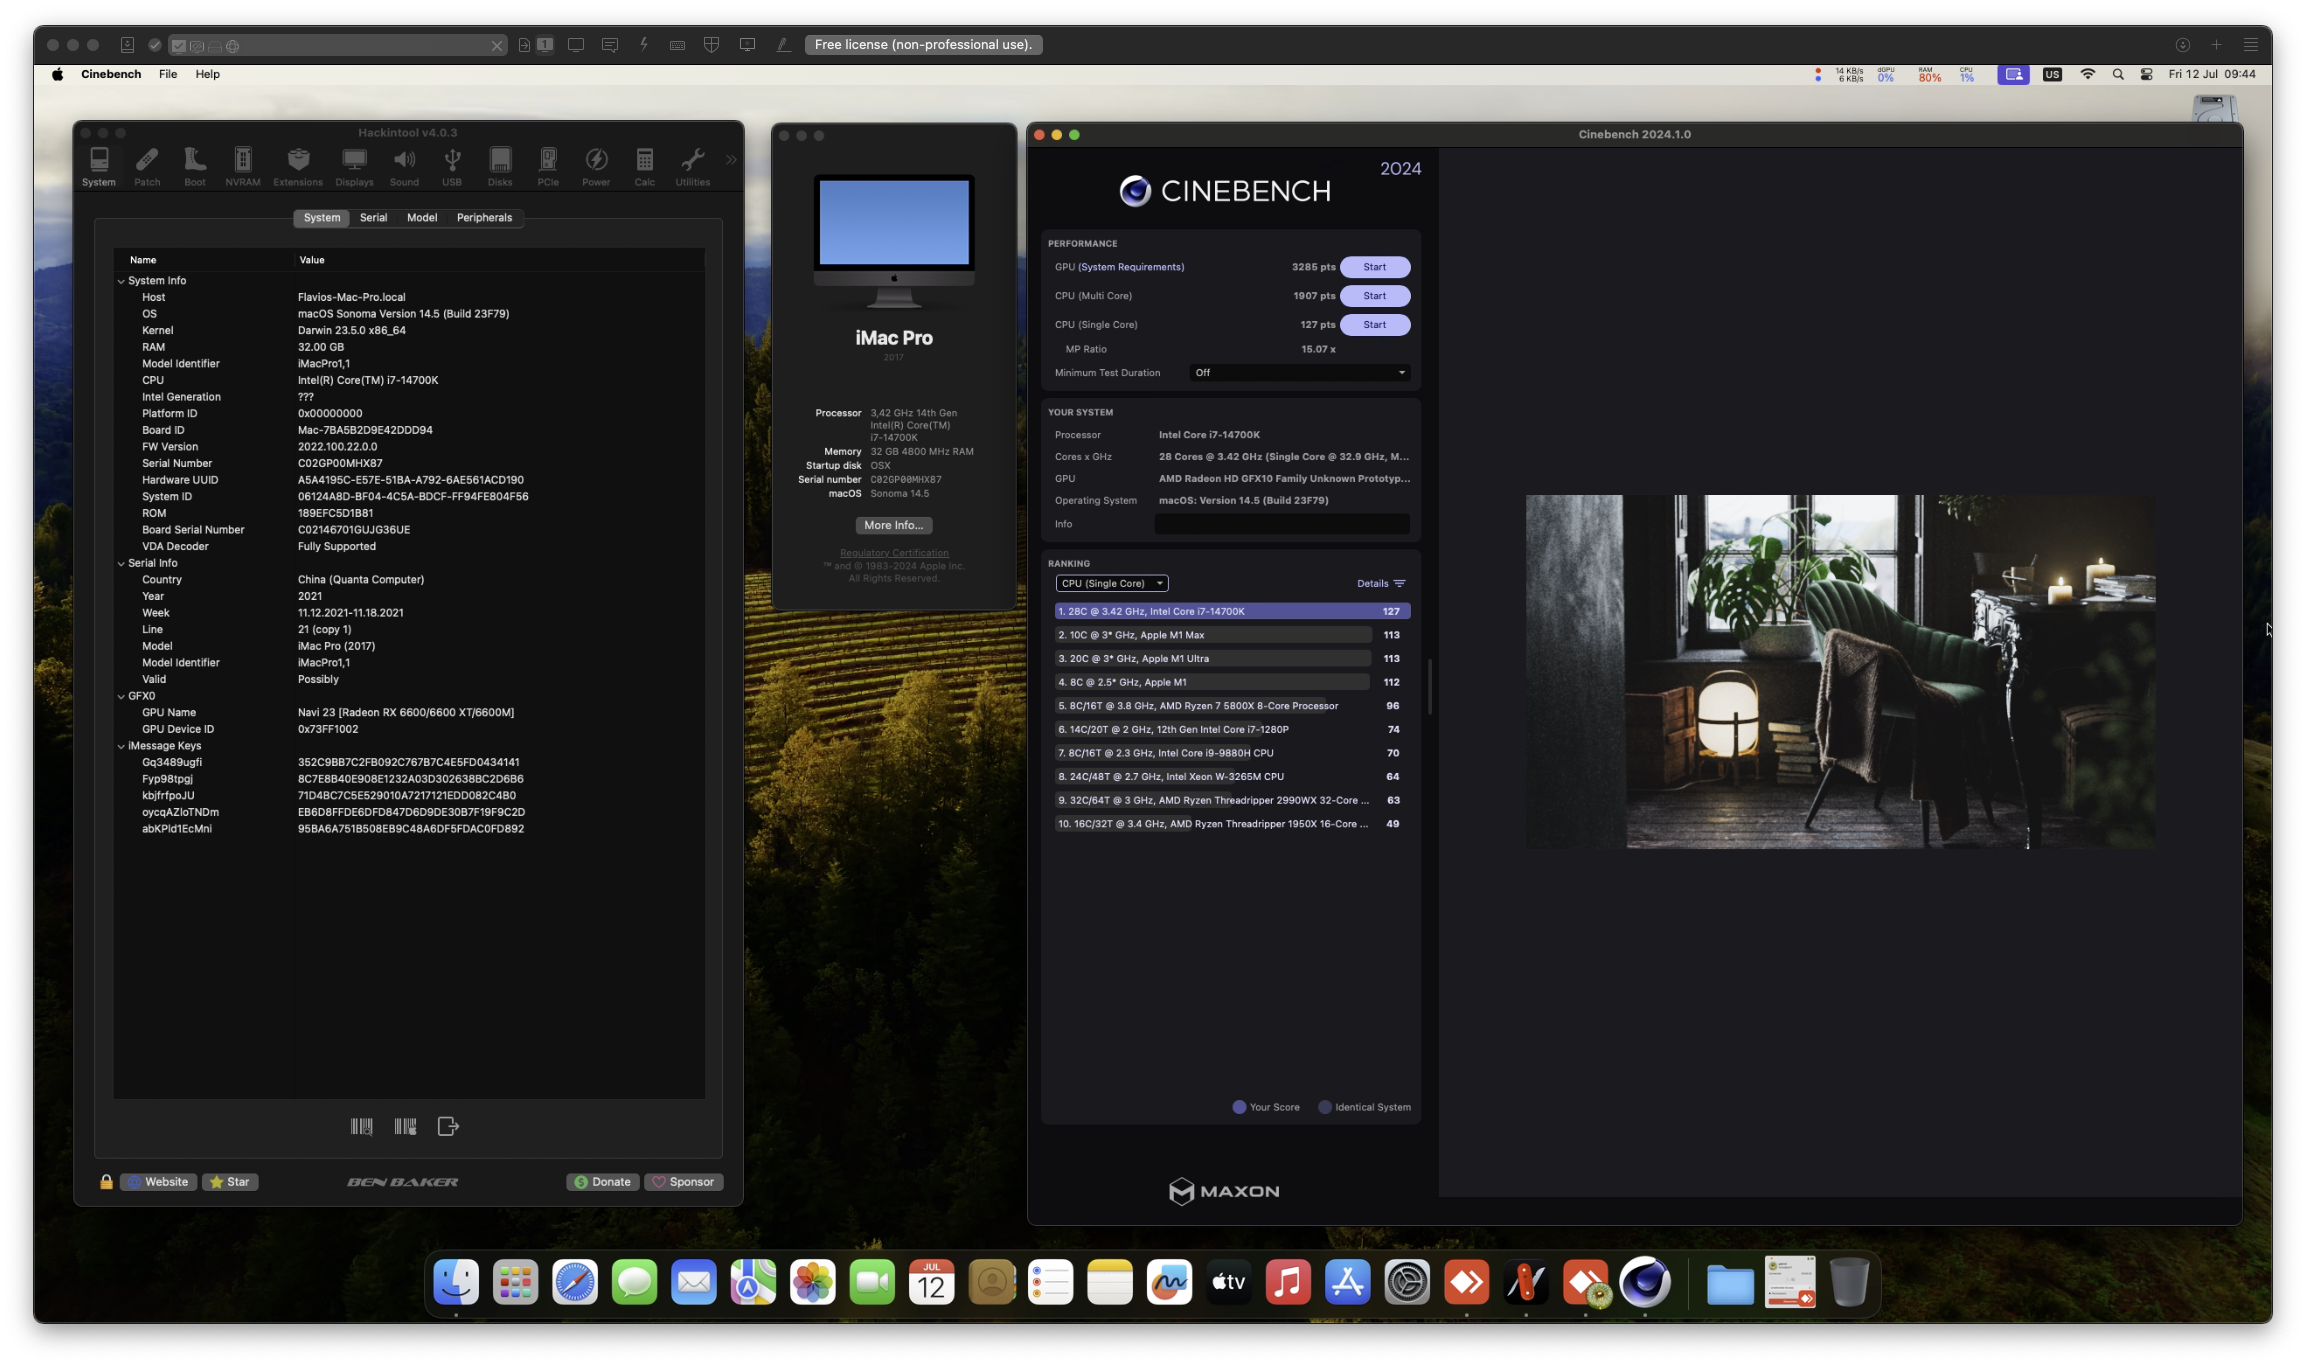 Free license (non-professional use).
Cinebench File Help
14 KB/s 6 KB/s dGPU 0% RAM 80% CPU 1% US Fri 12 Jul 09:44
Hackintool v4.0.3
System Patch Boot NVRAM Extensions Displays Sound USB Disks PCIe Power Calc Utilities
System Serial Model Peripherals
Name Value
System Info
Host Flavios-Mac-Pro.local
OS macOS Sonoma Version 14.5 (Build 23F79)
Kernel Darwin 23.5.0 x86_64
RAM 32.00 GB
Model Identifier iMacPro1,1
CPU Intel(R) Core(TM) i7-14700K
Intel Generation ???
Platform ID 0x00000000
Board ID Mac-7BA5B2D9E42DDD94
FW Version 2022.100.22.0.0
Serial Number C02GP00MHX87
Hardware UUID A5A4195C-E57E-51BA-A792-6AE561ACD190
System ID 06124A8D-BF04-4C5A-BDCF-FF94FE804F56
ROM 189EFC5D1B81
Board Serial Number C02146701GUJG36UE
VDA Decoder Fully Supported
Serial Info
Country China (Quanta Computer)
Year 2021
Week 11.12.2021-11.18.2021
Line 21 (copy 1)
Model iMac Pro (2017)
Model Identifier iMacPro1,1
Valid Possibly
GFX0
GPU Name Navi 23 [Radeon RX 6600/6600 XT/6600M]
GPU Device ID 0x73FF1002
iMessage Keys
Gq3489ugfi 352C9BB7C2FB092C767B7C4E5FD0434141
Fyp98tpgj 8C7E8B40E908E1232A03D302638BC2D6B6
kbjfrfpoJU 71D4BC7C5E529010A7217121EDD082C4B0
oycqAZloTNDm EB6D8FFDE6DFD847D6D9DE30B7F19F9C2D
abKPld1EcMni 95BA6A751B508EB9C48A6DF5FDAC0FD892
Website Star BEN BAKER Donate Sponsor
iMac Pro
2017
Processor 3,42 GHz 14th Gen
Intel(R) Core(TM)
i7-14700K
Memory 32 GB 4800 MHz RAM
Startup disk OSX
Serial number C02GP00MHX87
macOS Sonoma 14.5
More Info...
Regulatory Certification
™ and © 1983-2024 Apple Inc.
All Rights Reserved.
Cinebench 2024.1.0
2024
CINEBENCH
PERFORMANCE
GPU (System Requirements) 3285 pts Start
CPU (Multi Core) 1907 pts Start
CPU (Single Core) 127 pts Start
MP Ratio 15.07 x
Minimum Test Duration Off
YOUR SYSTEM
Processor Intel Core i7-14700K
Cores x GHz 28 Cores @ 3.42 GHz (Single Core @ 32.9 GHz, M...
GPU AMD Radeon HD GFX10 Family Unknown Prototyp...
Operating System macOS: Version 14.5 (Build 23F79)
Info
RANKING
CPU (Single Core) Details
1. 28C @ 3.42 GHz, Intel Core i7-14700K 127
2. 10C @ 3* GHz, Apple M1 Max 113
3. 20C @ 3* GHz, Apple M1 Ultra 113
4. 8C @ 2.5* GHz, Apple M1 112
5. 8C/16T @ 3.8 GHz, AMD Ryzen 7 5800X 8-Core Processor 96
6. 14C/20T @ 2 GHz, 12th Gen Intel Core i7-1280P 74
7. 8C/16T @ 2.3 GHz, Intel Core i9-9880H CPU 70
8. 24C/48T @ 2.7 GHz, Intel Xeon W-3265M CPU 64
9. 32C/64T @ 3 GHz, AMD Ryzen Threadripper 2990WX 32-Core ... 63
10. 16C/32T @ 3.4 GHz, AMD Ryzen Threadripper 1950X 16-Core ... 49
Your Score Identical System
MAXON
JUL
12
tv